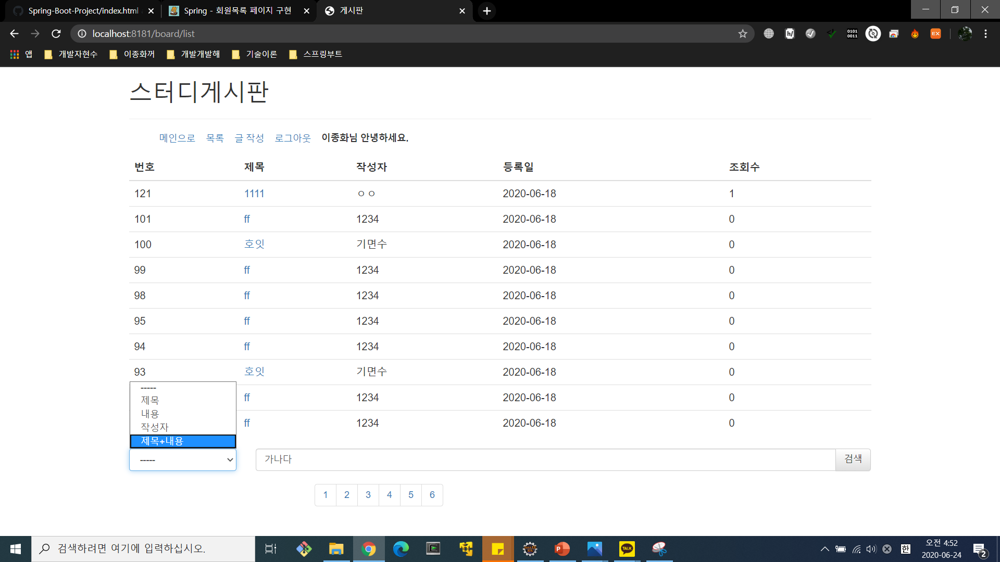 Spring-Boot-Project/index.html
Spring - 회원목록 페이지 구현
게시판
localhost:8181/board/list
앱 개발자현수 이종화꺼 개발개발해 기술이론 스프링부트
스터디게시판
메인으로 목록 글 작성 로그아웃 이종화님 안녕하세요.
번호 제목 작성자 등록일 조회수
121 1111 ㅇㅇ 2020-06-18 1
101 ff 1234 2020-06-18 0
100 호잇 기면수 2020-06-18 0
99 ff 1234 2020-06-18 0
98 ff 1234 2020-06-18 0
95 ff 1234 2020-06-18 0
94 ff 1234 2020-06-18 0
93 호잇 기면수 2020-06-18 0
ff 1234 2020-06-18 0
ff 1234 2020-06-18 0
-----
제목
내용
작성자
제목+내용
----- 가나다 검색
1 2 3 4 5 6
검색하려면 여기에 입력하십시오.
한
오전 4:52
2020-06-24
2
TALK
EX
0101
0011
h/